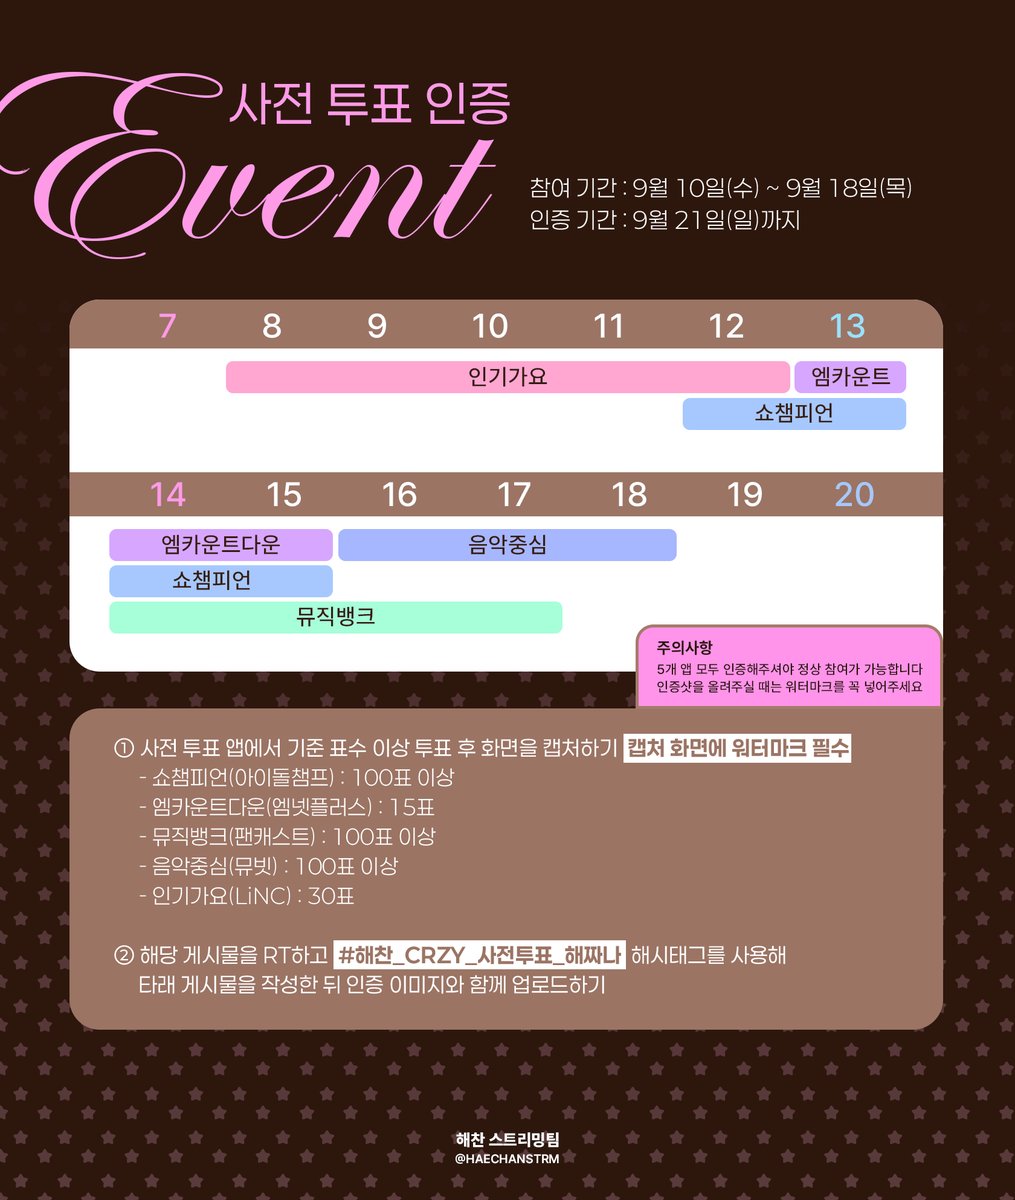 사전 투표 인증
Event
참여 기간 : 9월 10일(수) ~ 9월 18일(목)
인증 기간 : 9월 21일(일)까지
7 8 9 10 11 12 13
인기가요 엠카운트
쇼챔피언
14 15 16 17 18 19 20
엠카운트다운 음악중심
쇼챔피언
뮤직뱅크
주의사항
5개 앱 모두 인증해주셔야 정상 참여가 가능합니다
인증샷을 올려주실 때는 워터마크를 꼭 넣어주세요
① 사전 투표 앱에서 기준 표수 이상 투표 후 화면을 캡처하기 캡처 화면에 워터마크 필수
- 쇼챔피언(아이돌챔프) : 100표 이상
- 엠카운트다운(엠넷플러스) : 15표
- 뮤직뱅크(팬캐스트) : 100표 이상
- 음악중심(뮤빗) : 100표 이상
- 인기가요(LiNC) : 30표
② 해당 게시물을 RT하고 #해찬_CRZY_사전투표_해짜나 해시태그를 사용해
타래 게시물을 작성한 뒤 인증 이미지와 함께 업로드하기
해찬 스트리밍팀
@HAECHANSTRM